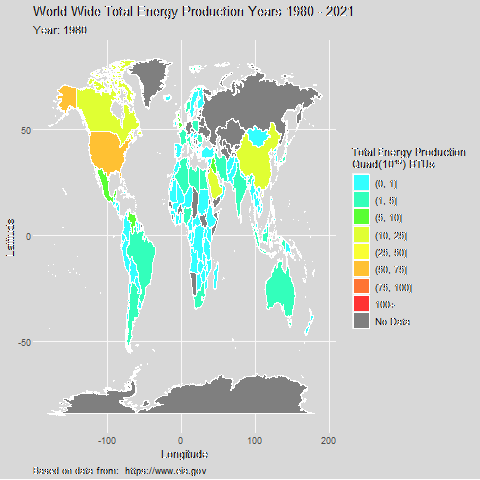 World Wide Total Energy Production Years 1980 - 2021
Year: 1980
50
0
-50
Latitude
-100
0
100
200
Longitude
Total Energy Production
Quad(10¹⁵) BTUs
(0, 1]
(1, 5]
(5, 10]
(10, 25]
(25, 50]
(50, 75]
(75, 100]
100>
No Data
Based on data from: https://www.eia.gov